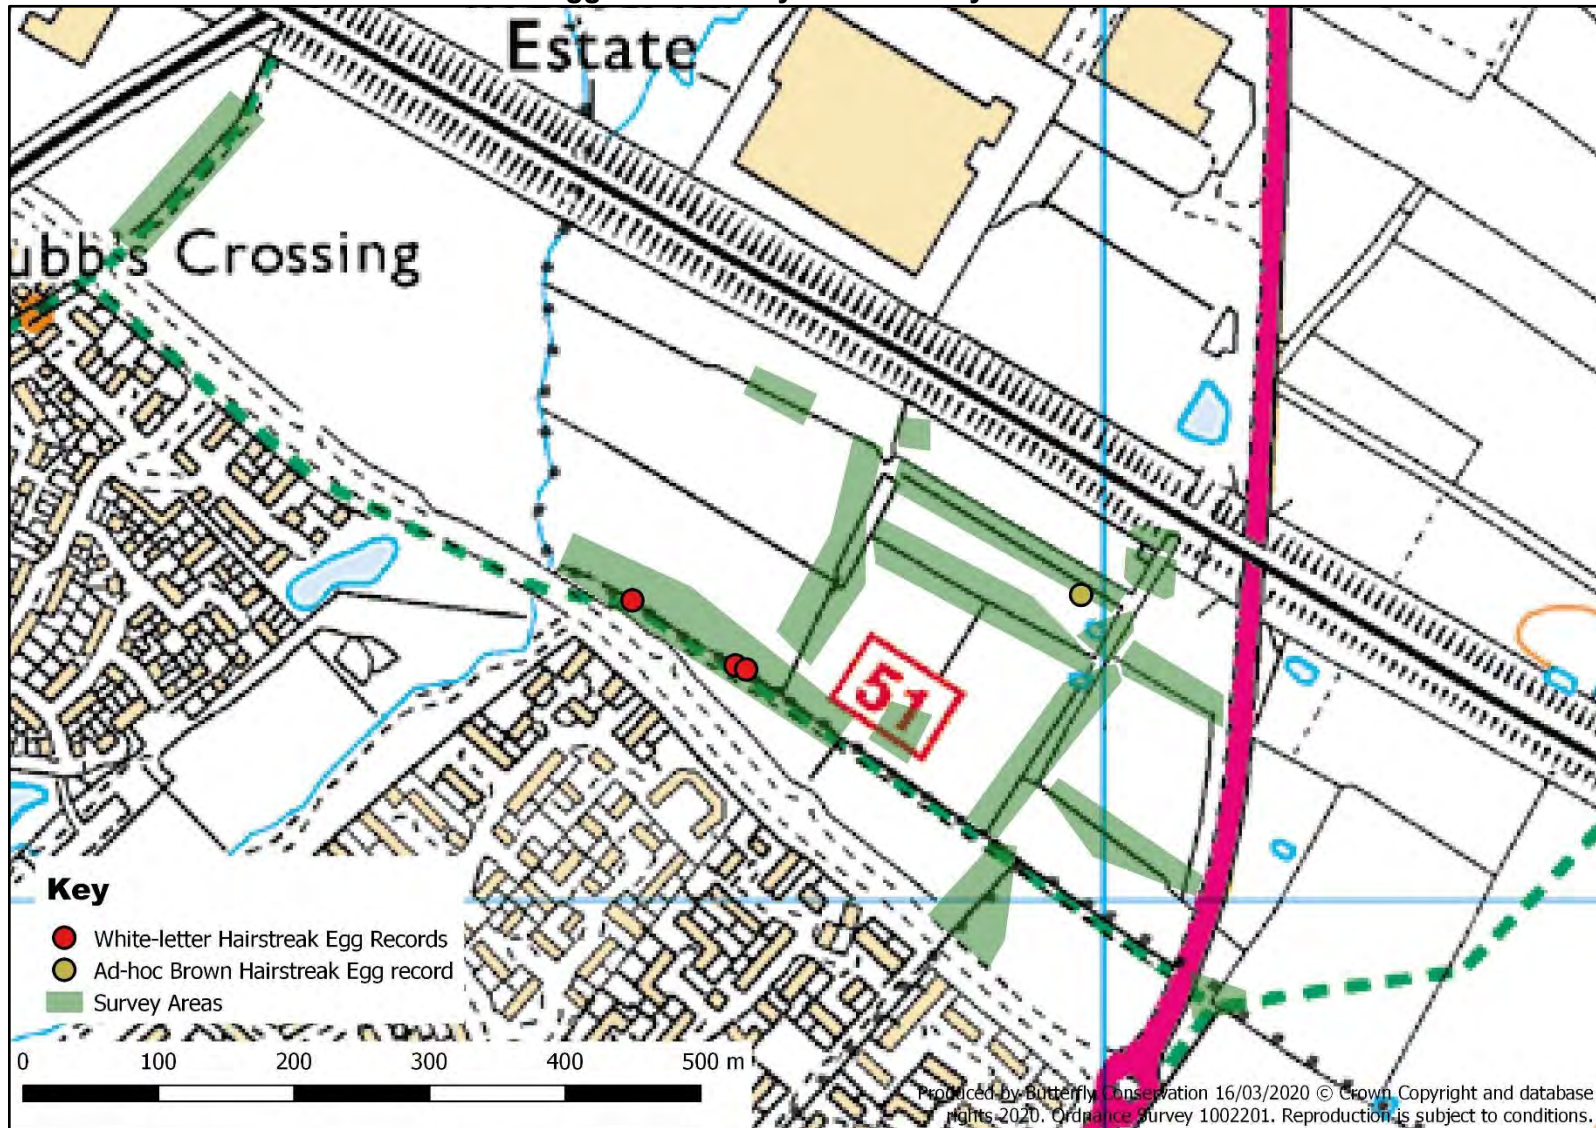 Estate
ubb's Crossing
51
Key
White-letter Hairstreak Egg Records
Ad-hoc Brown Hairstreak Egg record
Survey Areas
0 100 200 300 400 500 m
Produced by Butterfly Conservation 16/03/2020 © Crown Copyright and database
rights 2020. Ordnance Survey 1002201. Reproduction is subject to conditions.